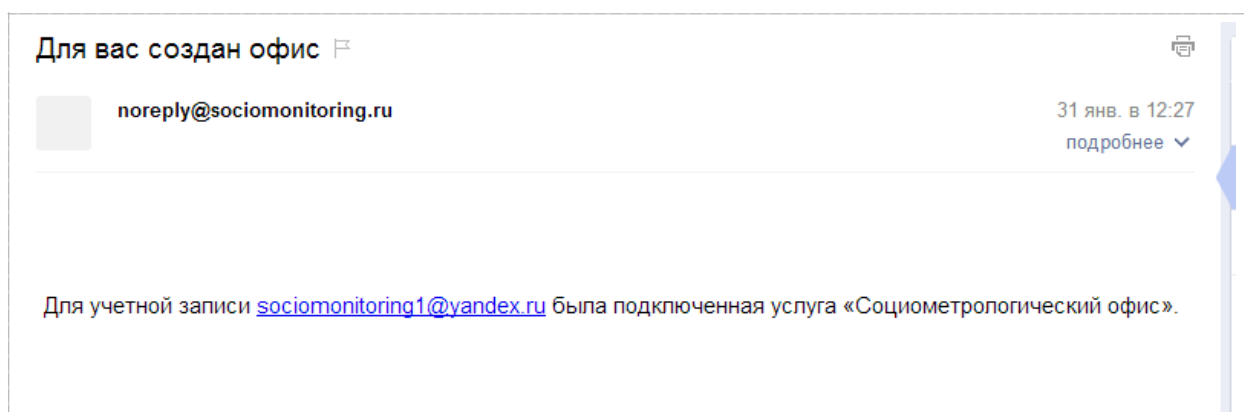 Для вас создан офис
noreply@sociomonitoring.ru
31 янв. в 12:27
подробнее
Для учетной записи sociomonitoring1@yandex.ru была подключенная услуга «Социометрологический офис».